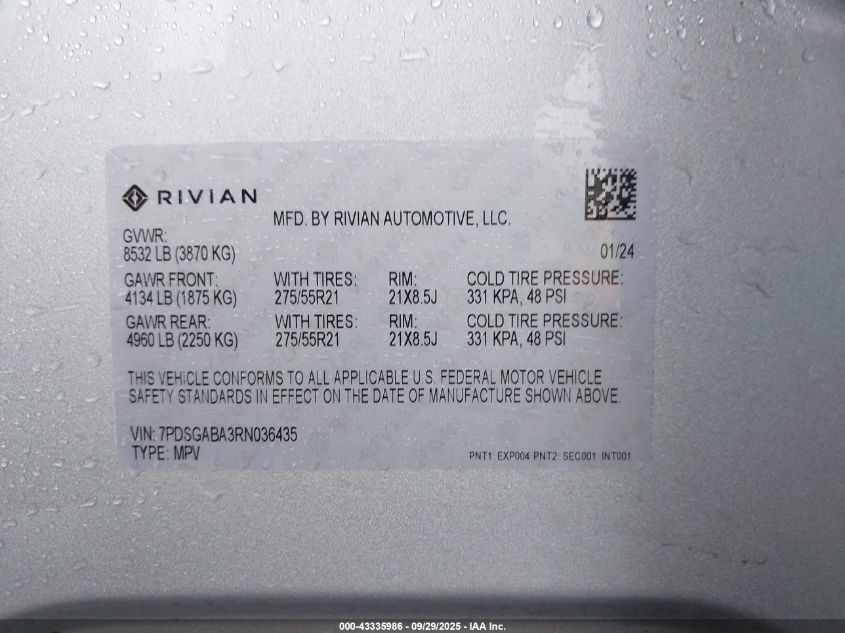 RIVIAN
MFD. BY RIVIAN AUTOMOTIVE, LLC.
GVWR:
8532 LB (3870 KG)
01/24
GAWR FRONT: WITH TIRES: RIM: COLD TIRE PRESSURE:
4134 LB (1875 KG) 275/55R21 21X8.5J 331 KPA, 48 PSI
GAWR REAR: WITH TIRES: RIM: COLD TIRE PRESSURE:
4960 LB (2250 KG) 275/55R21 21X8.5J 331 KPA, 48 PSI
THIS VEHICLE CONFORMS TO ALL APPLICABLE U.S. FEDERAL MOTOR VEHICLE
SAFETY STANDARDS IN EFFECT ON THE DATE OF MANUFACTURE SHOWN ABOVE.
VIN: 7PDSGABA3RN036435
TYPE: MPV
PNT1 EXP004 PNT2 SEC001 INT001
000-43335986 - 09/29/2025 - IAA Inc.